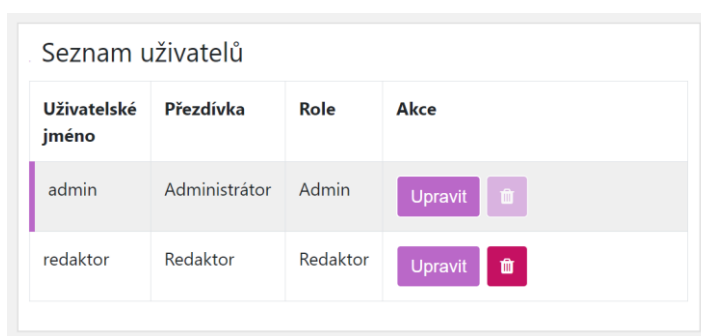 Seznam uživatelů
Uživatelské jméno Přezdívka Role Akce
admin Administrátor Admin Upravit
redaktor Redaktor Redaktor Upravit